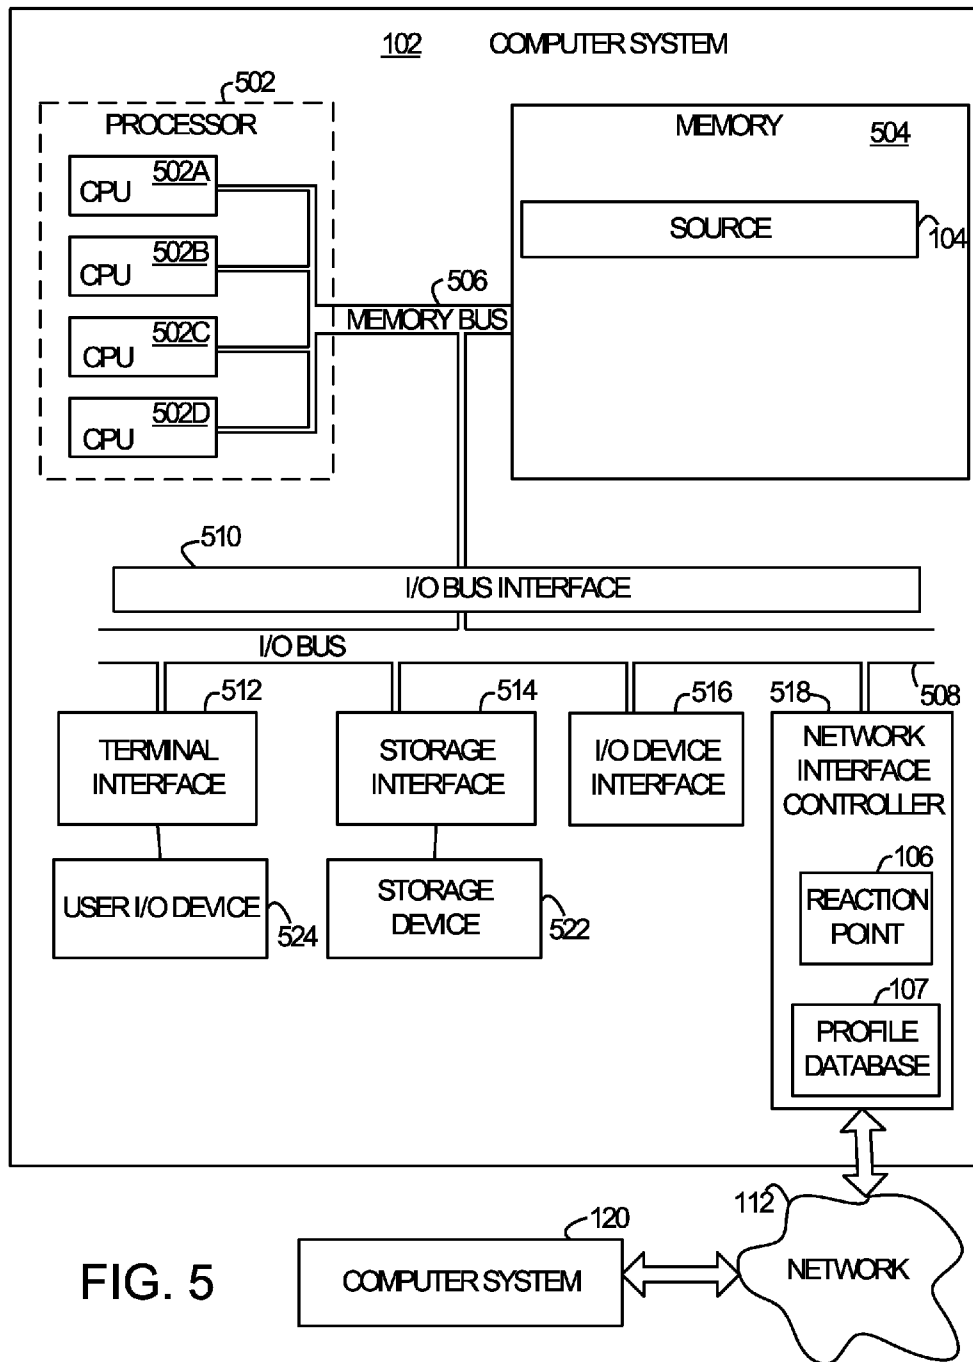 102 COMPUTER SYSTEM
502
PROCESSOR
CPU 502A
CPU 502B
CPU 502C
CPU 502D
MEMORY
504
SOURCE
104
506
MEMORY BUS
510
I/O BUS INTERFACE
I/O BUS
508
512
TERMINAL
INTERFACE
514
STORAGE
INTERFACE
516
I/O DEVICE
INTERFACE
518
NETWORK
INTERFACE
CONTROLLER
106
REACTION
POINT
107
PROFILE
DATABASE
USER I/O DEVICE
524
STORAGE
DEVICE
522
112
NETWORK
120
COMPUTER SYSTEM
FIG. 5